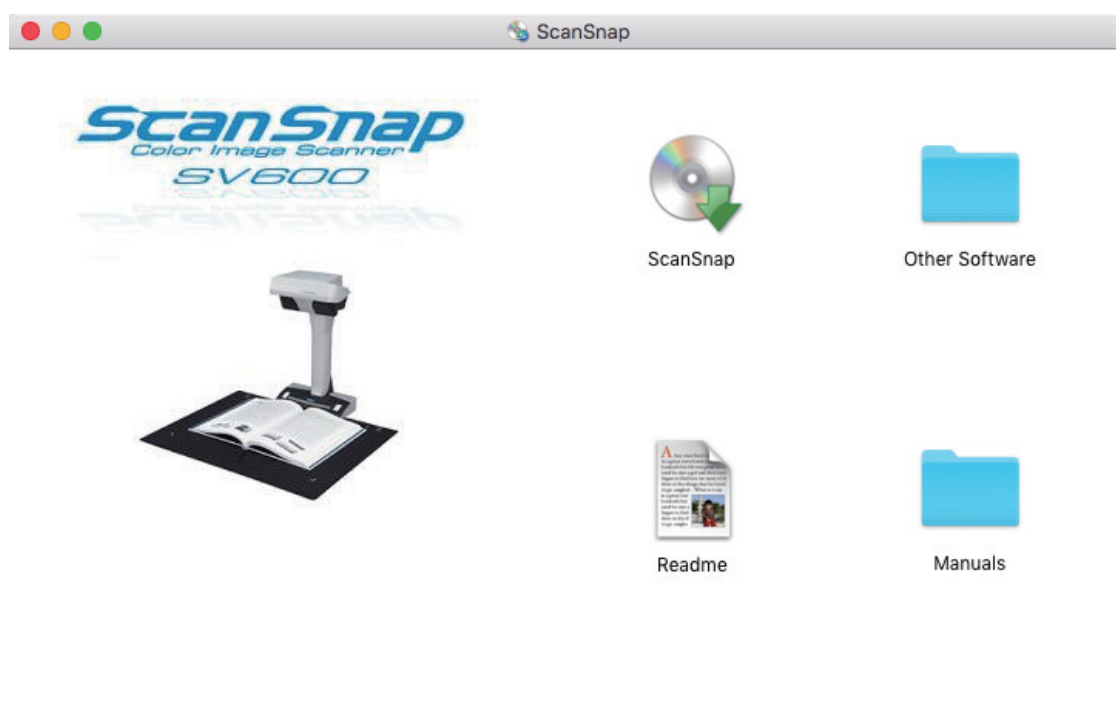 ScanSnap
ScanSnap
Color Image Scanner
SV600
ScanSnap
Other Software
Readme
Manuals